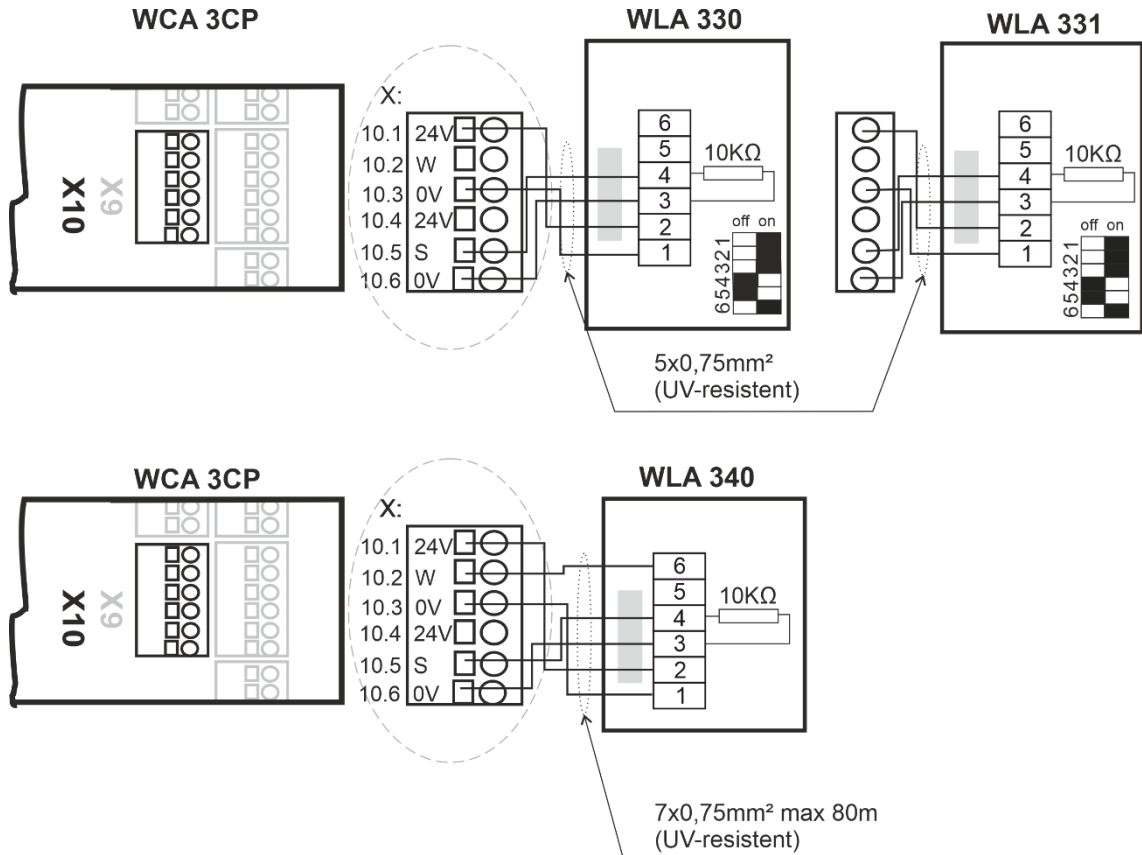 WCA 3CP
WLA 330
WLA 331
X10
X9
X:
10.1 24V
10.2 W
10.3 0V
10.4 24V
10.5 S
10.6 0V
6
5
4
3
2
1
10KΩ
off on
654321
6
5
4
3
2
1
10KΩ
off on
654321
5x0,75mm²
(UV-resistent)
WCA 3CP
WLA 340
X10
X9
X:
10.1 24V
10.2 W
10.3 0V
10.4 24V
10.5 S
10.6 0V
6
5
4
3
2
1
10KΩ
7x0,75mm² max 80m
(UV-resistent)